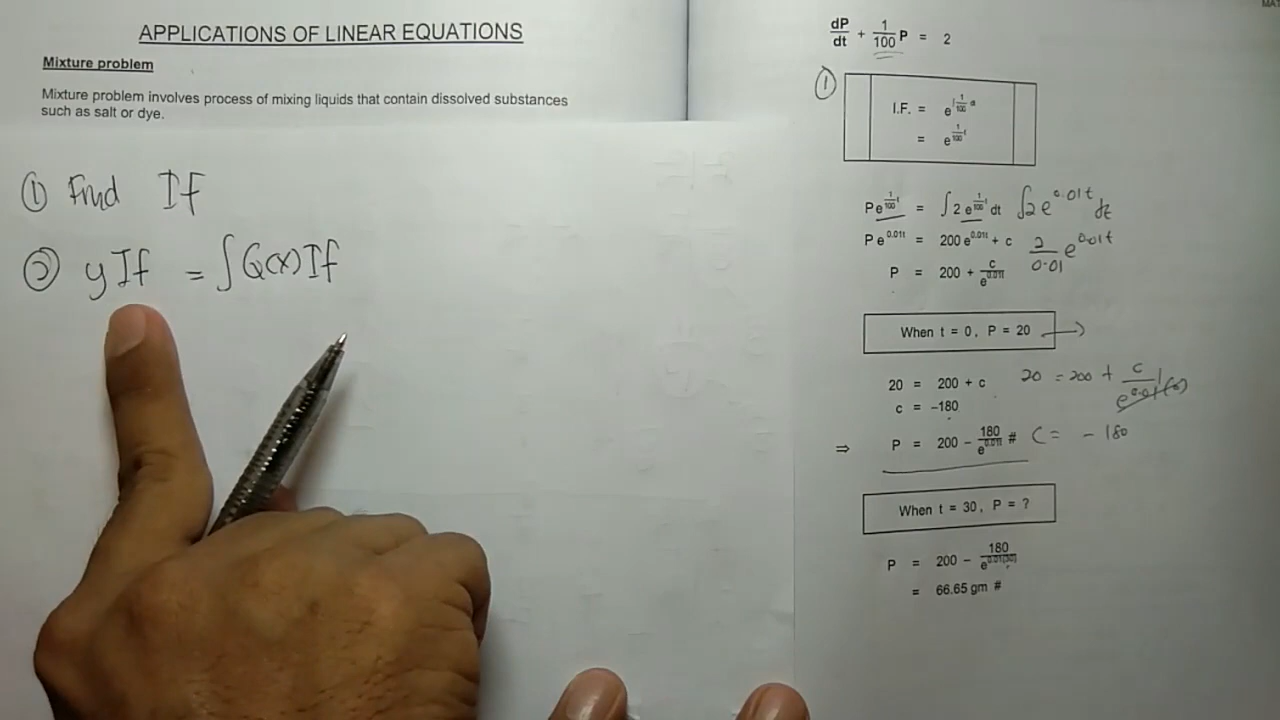 APPLICATIONS OF LINEAR EQUATIONS
Mixture problem
Mixture problem involves process of mixing liquids that contain dissolved substances
such as salt or dye.
① Find If
② y If = ∫Q(x) If
dP/dt + 1/100 P = 2
①
I.F. = e^∫1/100 dt
= e^1/100 t
Pe^1/100 t = ∫2e^1/100 t dt ∫2e^0.01t dt
Pe^0.01t = 200e^0.01t + c 2/0.01 e^0.01t
P = 200 + c/e^0.01t
When t = 0, P = 20 →
20 = 200 + c 20 = 200 + c/e^0.01(0) 1
c = -180
⇒ P = 200 - 180/e^0.01t # C = -180
When t = 30, P = ?
P = 200 - 180/e^0.01(30)
= 66.65 gm #